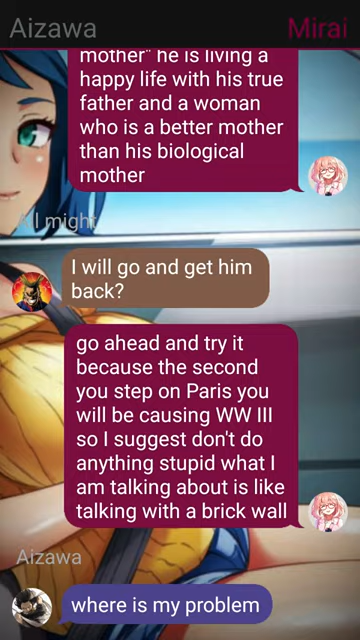 Aizawa Mirai
mother" he is living a
happy life with his true
father and a woman
who is a better mother
than his biological
mother
All might
I will go and get him
back?
go ahead and try it
because the second
you step on Paris you
will be causing WW III
so I suggest don't do
anything stupid what I
am talking about is like
talking with a brick wall
Aizawa
where is my problem